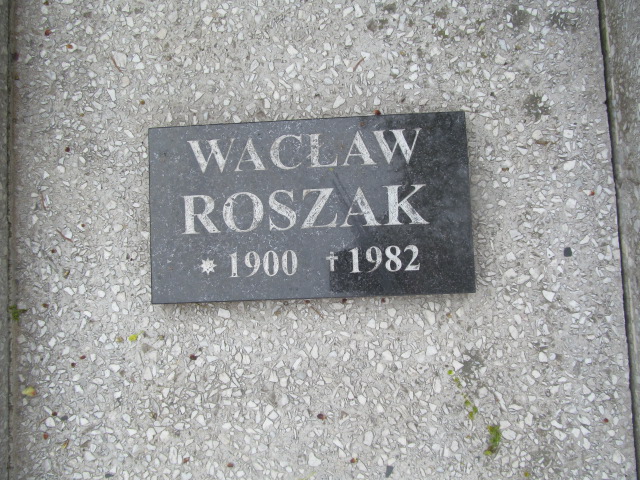 WACŁAW
ROSZAK
* 1900 †1982